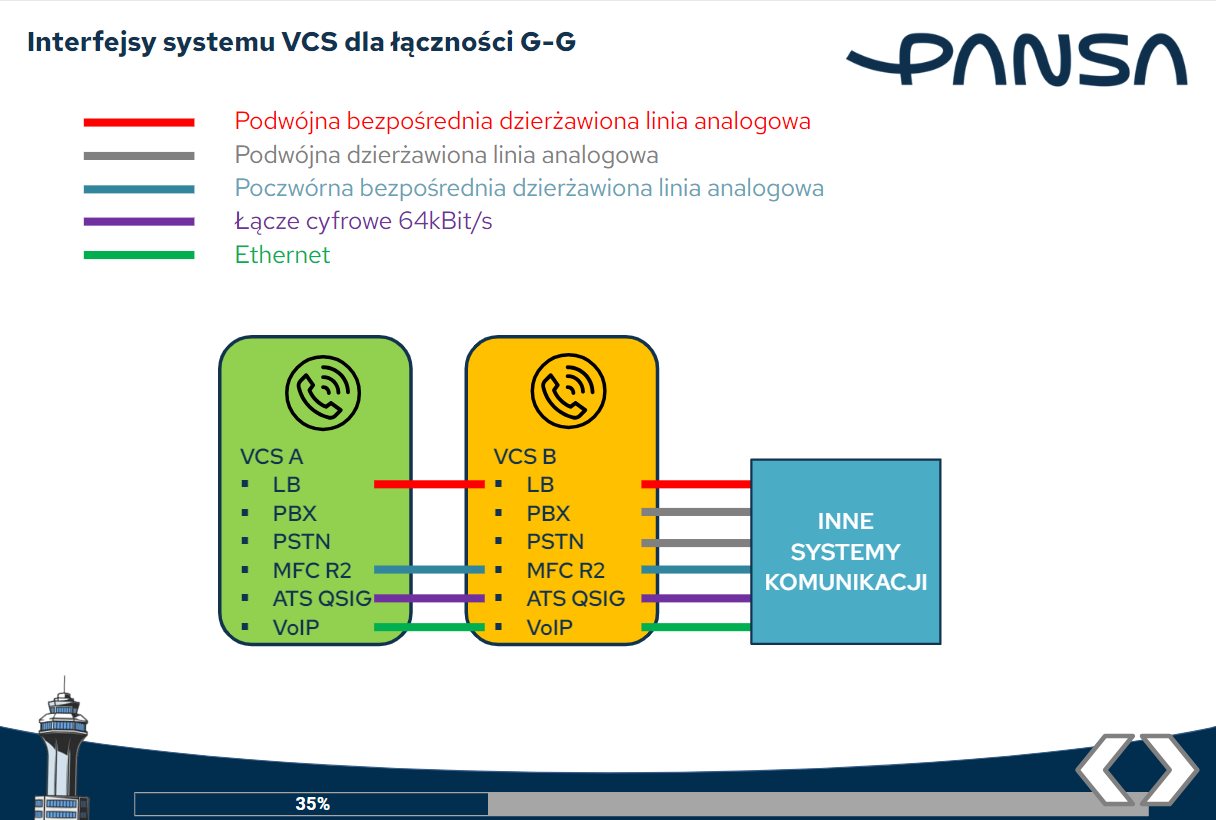 Interfejsy systemu VCS dla łączności G-G
PANSA
Podwójna bezpośrednia dzierżawiona linia analogowa
Podwójna dzierżawiona linia analogowa
Poczwórna bezpośrednia dzierżawiona linia analogowa
Łącze cyfrowe 64kBit/s
Ethernet
VCS A
▪ LB
▪ PBX
▪ PSTN
▪ MFC R2
▪ ATS QSIG
▪ VoIP
VCS B
▪ LB
▪ PBX
▪ PSTN
▪ MFC R2
▪ ATS QSIG
▪ VoIP
INNE
SYSTEMY
KOMUNIKACJI
35%